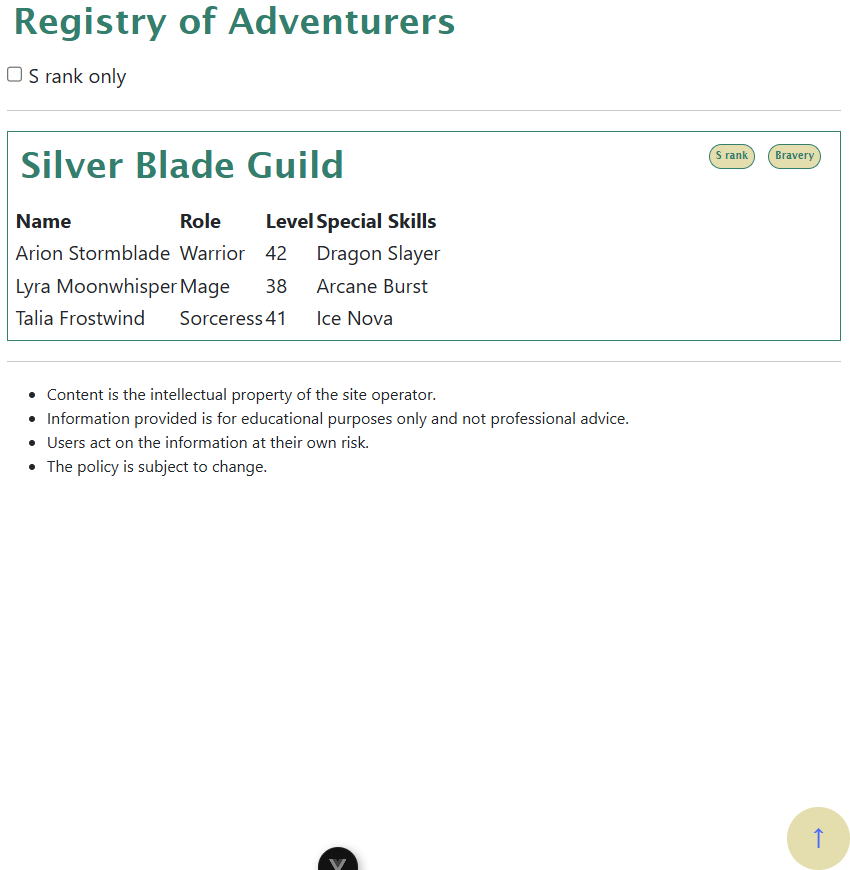 Registry of Adventurers
S rank only
Silver Blade Guild
S rank Bravery
Name Role Level Special Skills
Arion Stormblade Warrior 42 Dragon Slayer
Lyra Moonwhisper Mage 38 Arcane Burst
Talia Frostwind Sorceress 41 Ice Nova
Content is the intellectual property of the site operator.
Information provided is for educational purposes only and not professional advice.
Users act on the information at their own risk.
The policy is subject to change.
↑